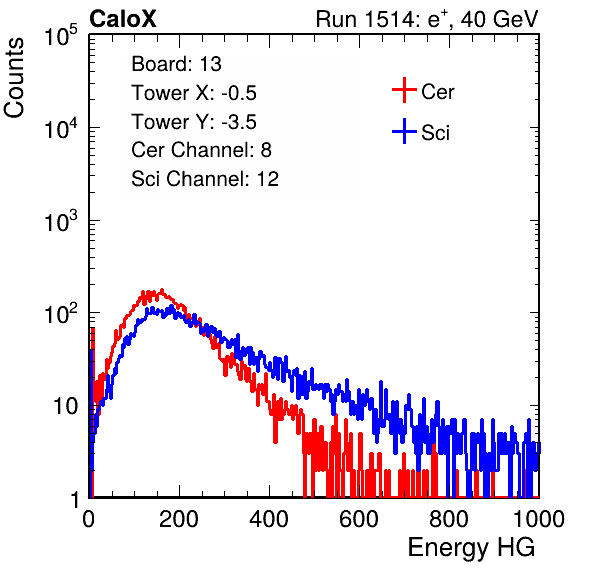 CaloX Run 1514: e⁺, 40 GeV
Counts
Board: 13
Tower X: -0.5
Tower Y: -3.5
Cer Channel: 8
Sci Channel: 12
Cer
Sci
10⁵
10⁴
10³
10²
10
1
0 200 400 600 800 1000
Energy HG